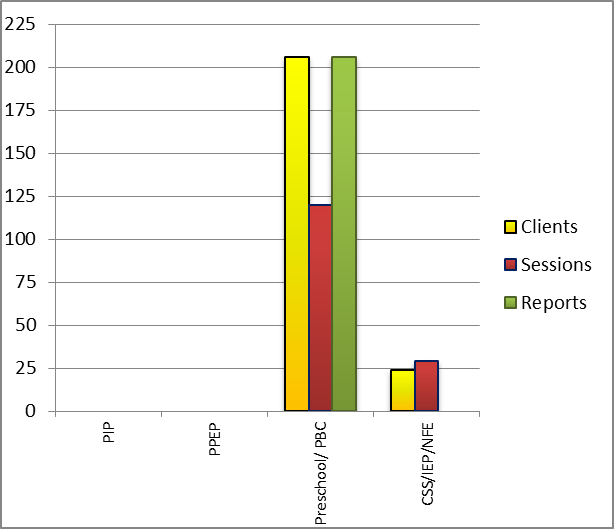 225
200
175
150
125
100
75
50
25
0
PIP
PPEP
Preschool/ PBC
CSS/IEP/NFE
Clients
Sessions
Reports